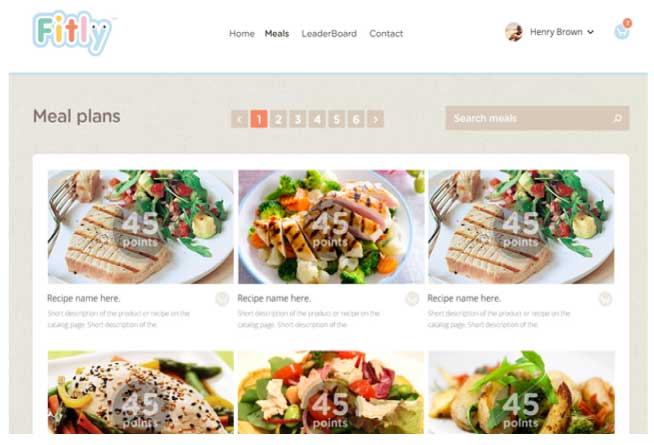 Fitly™
Home Meals LeaderBoard Contact
Henry Brown
7
Meal plans
‹ 1 2 3 4 5 6 ›
Search meals
45
points
45
points
45
points
Recipe name here.
Short description of the product or recipe on the
catalog page. Short description of the
Recipe name here.
Short description of the product or recipe on the
catalog page. Short description of the.
Recipe name here.
Short description of the product or recipe on the
catalog page. Short description of the.
45
points
45
points
45
points